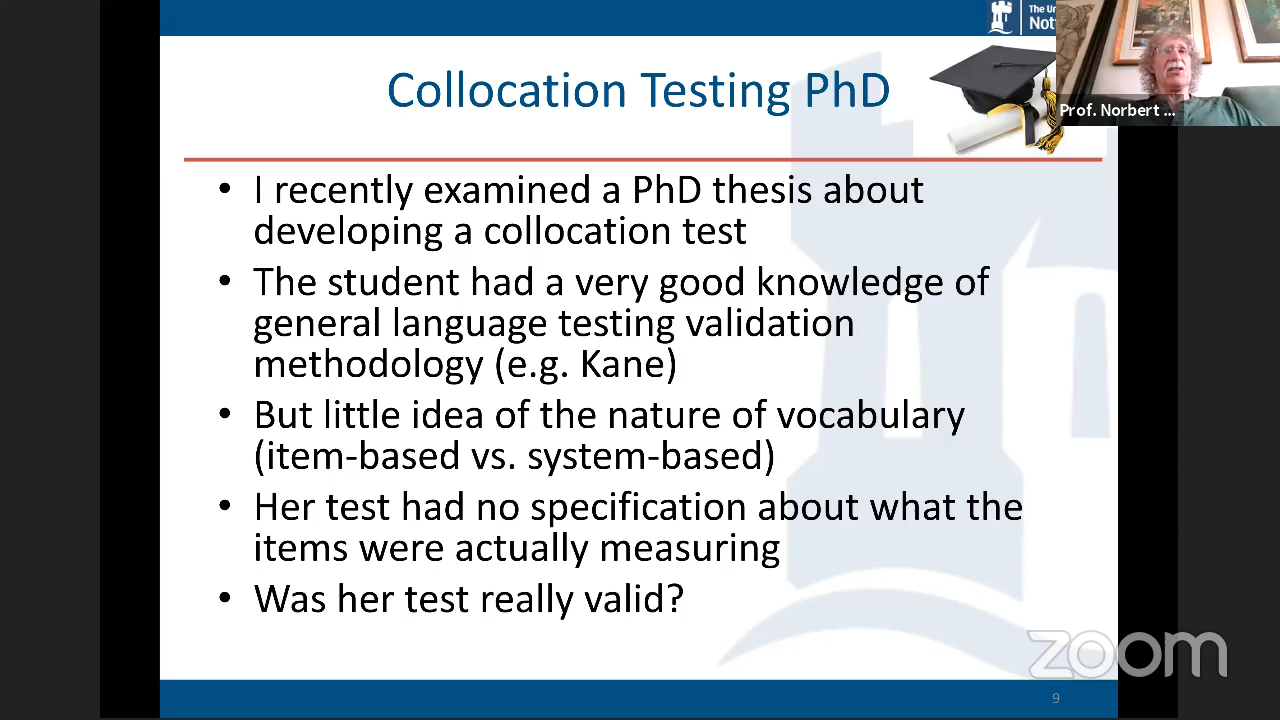 The Un
Nott
Prof. Norbert ...
Collocation Testing PhD
• I recently examined a PhD thesis about
developing a collocation test
• The student had a very good knowledge of
general language testing validation
methodology (e.g. Kane)
• But little idea of the nature of vocabulary
(item-based vs. system-based)
• Her test had no specification about what the
items were actually measuring
• Was her test really valid?
zoom
9